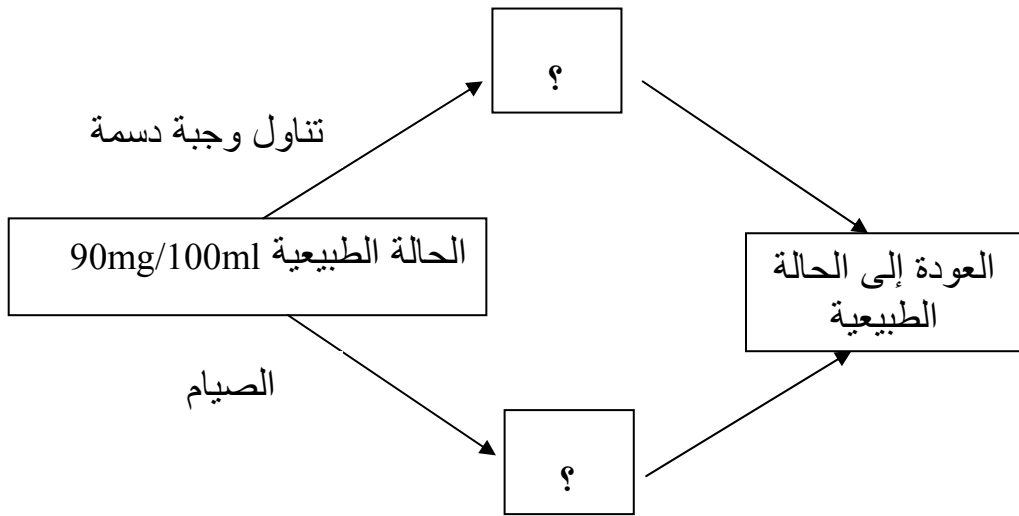 ؟
تناول وجبة دسمة
الحالة الطبيعية 90mg/100ml
العودة إلى الحالة
الطبيعية
الصيام
؟